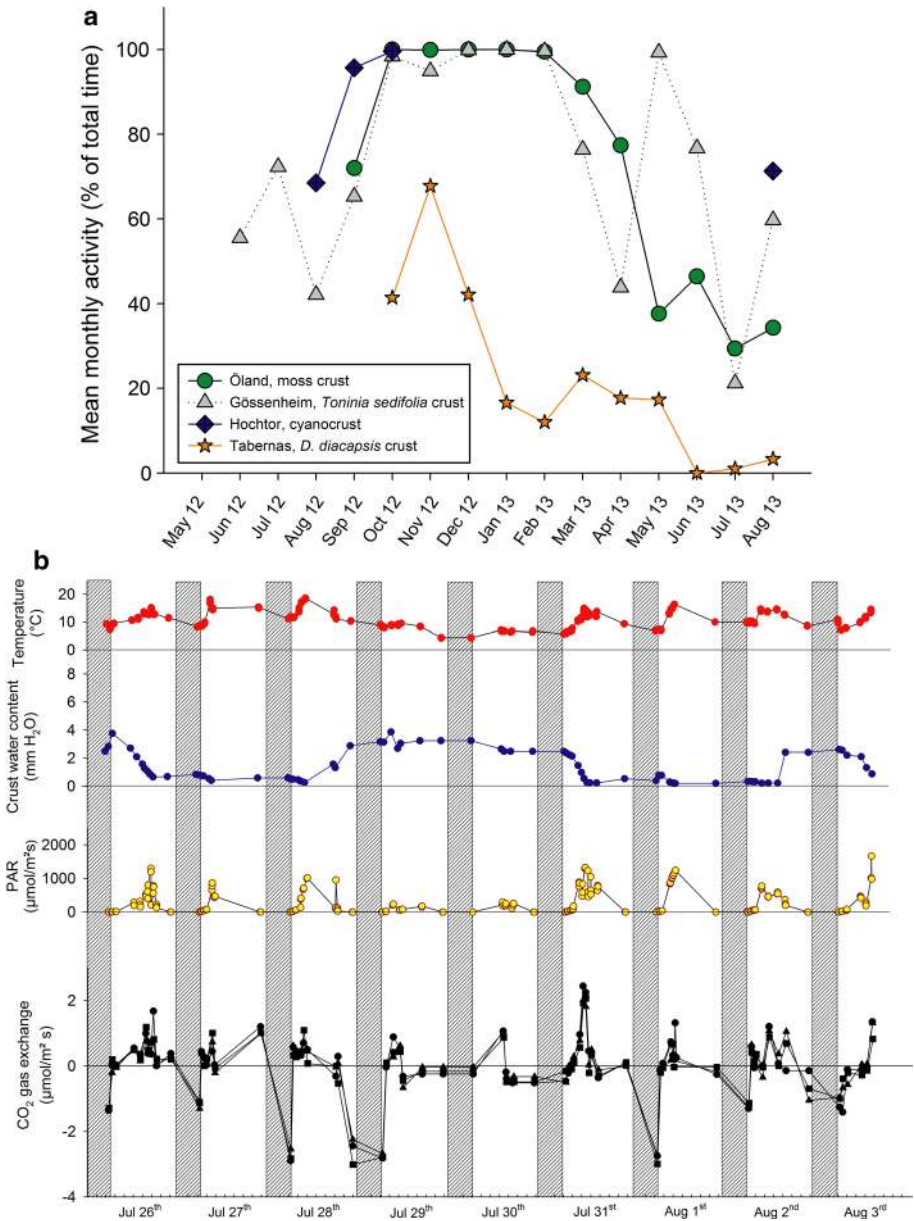 a
Mean monthly activity (% of total time)
100
80
60
40
20
0
Öland, moss crust
Gössenheim, Toninia sedifolia crust
Hochtor, cyanocrust
Tabernas, D. diacapsis crust
May 12
Jun 12
Jul 12
Aug 12
Sep 12
Oct 12
Nov 12
Dec 12
Jan 13
Feb 13
Mar 13
Apr 13
May 13
Jun 13
Jul 13
Aug 13
b
Temperature
(°C)
20
10
0
Crust water content
(mm H₂O)
8
6
4
2
0
PAR
(µmol/m²s)
2000
1000
0
CO₂ gas exchange
(µmol/m² s)
2
0
-2
-4
Jul 26th
Jul 27th
Jul 28th
Jul 29th
Jul 30th
Jul 31st
Aug 1st
Aug 2nd
Aug 3rd